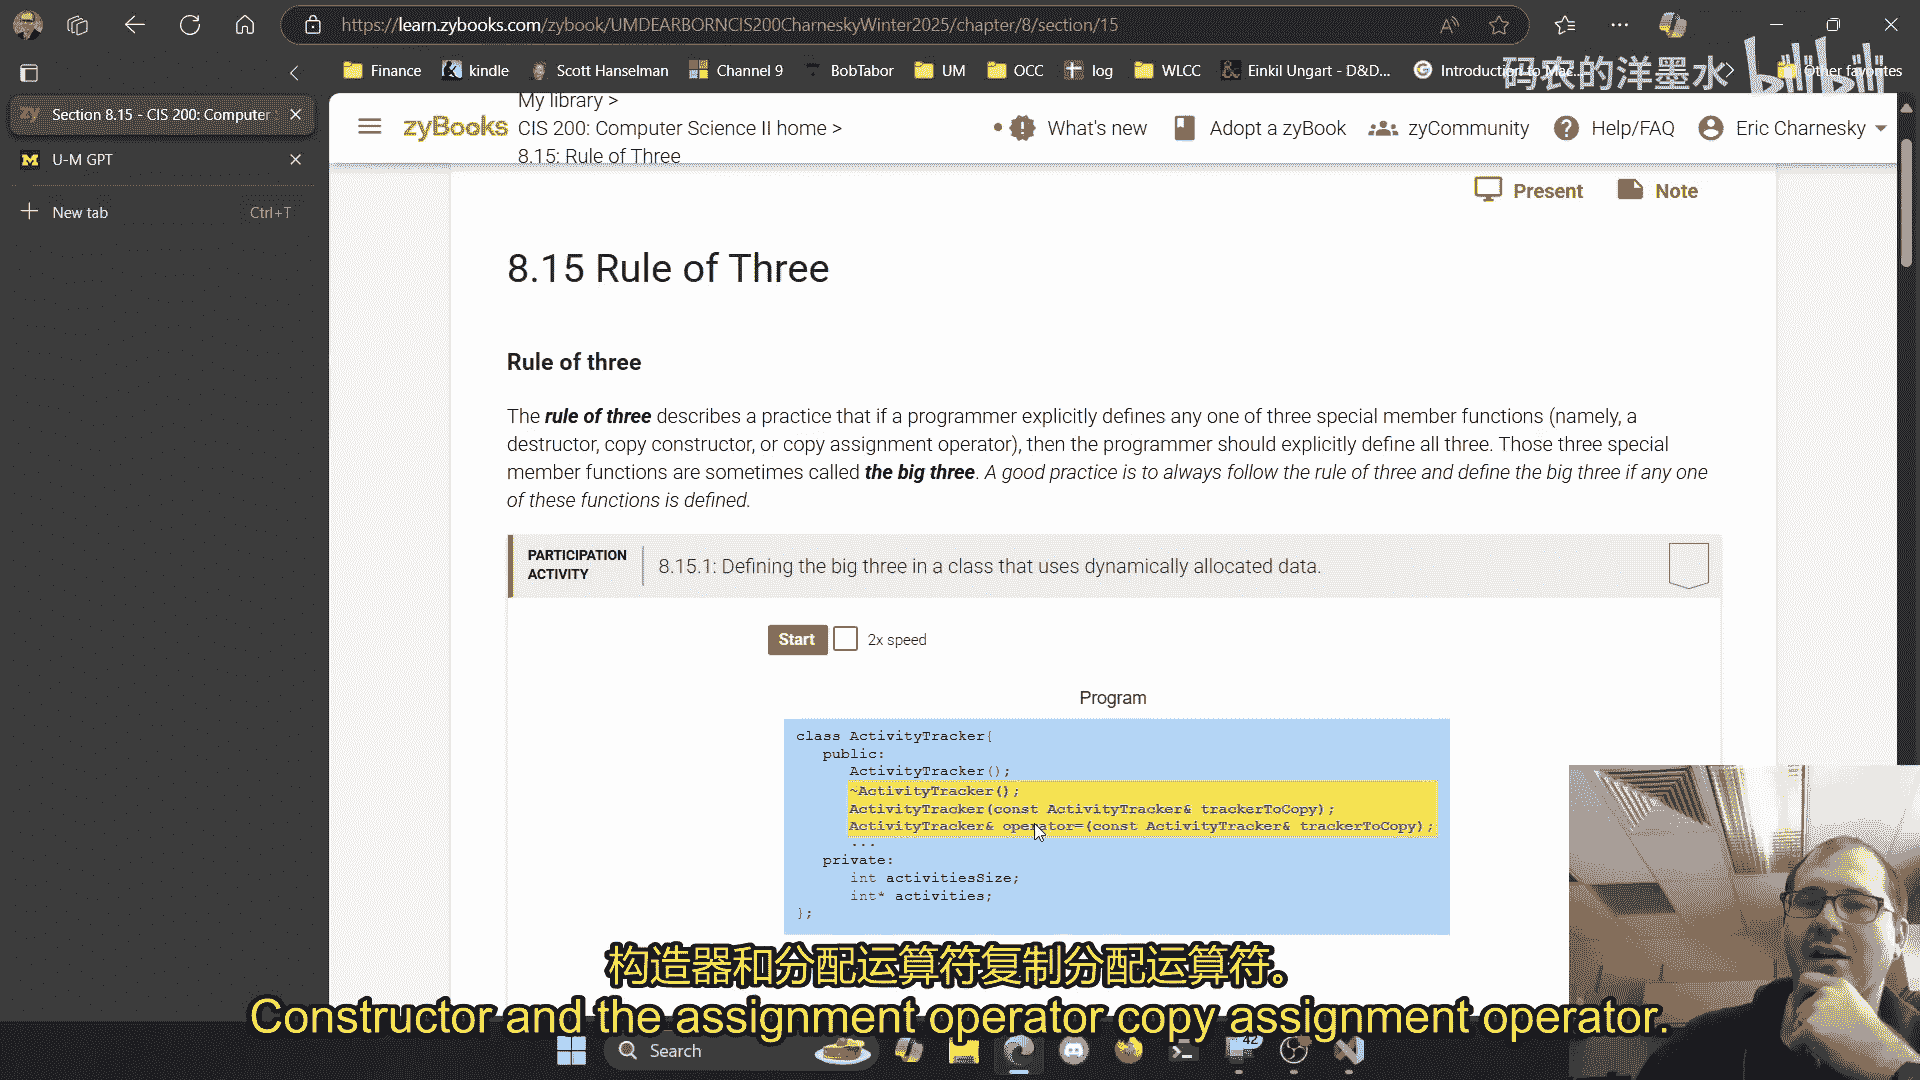 https://learn.zybooks.com/zybook/UMDEARBORNCIS200CharneskyWinter2025/chapter/8/section/15
Finance
kindle
Scott Hanselman
Channel 9
BobTabor
UM
OCC
log
WLCC
Einkil Ungart - D&D...
Introduction to Mac...
Other favorites
码农的洋墨水
bilibili
zy Section 8.15 - CIS 200: Computer
U-M GPT
New tab Ctrl+T
My library >
zyBooks
CIS 200: Computer Science II home >
8.15: Rule of Three
What's new
Adopt a zyBook
zyCommunity
Help/FAQ
Eric Charnesky
Present
Note
8.15 Rule of Three
Rule of three
The rule of three describes a practice that if a programmer explicitly defines any one of three special member functions (namely, a
destructor, copy constructor, or copy assignment operator), then the programmer should explicitly define all three. Those three special
member functions are sometimes called the big three. A good practice is to always follow the rule of three and define the big three if any one
of these functions is defined.
PARTICIPATION
ACTIVITY
8.15.1: Defining the big three in a class that uses dynamically allocated data.
Start
2x speed
Program
class ActivityTracker{
public:
ActivityTracker();
~ActivityTracker();
ActivityTracker(const ActivityTracker& trackerToCopy);
ActivityTracker& operator=(const ActivityTracker& trackerToCopy);
...
private:
int activitiesSize;
int* activities;
};
构造器和分配运算符复制分配运算符。
Constructor and the assignment operator copy assignment operator.
Search
42